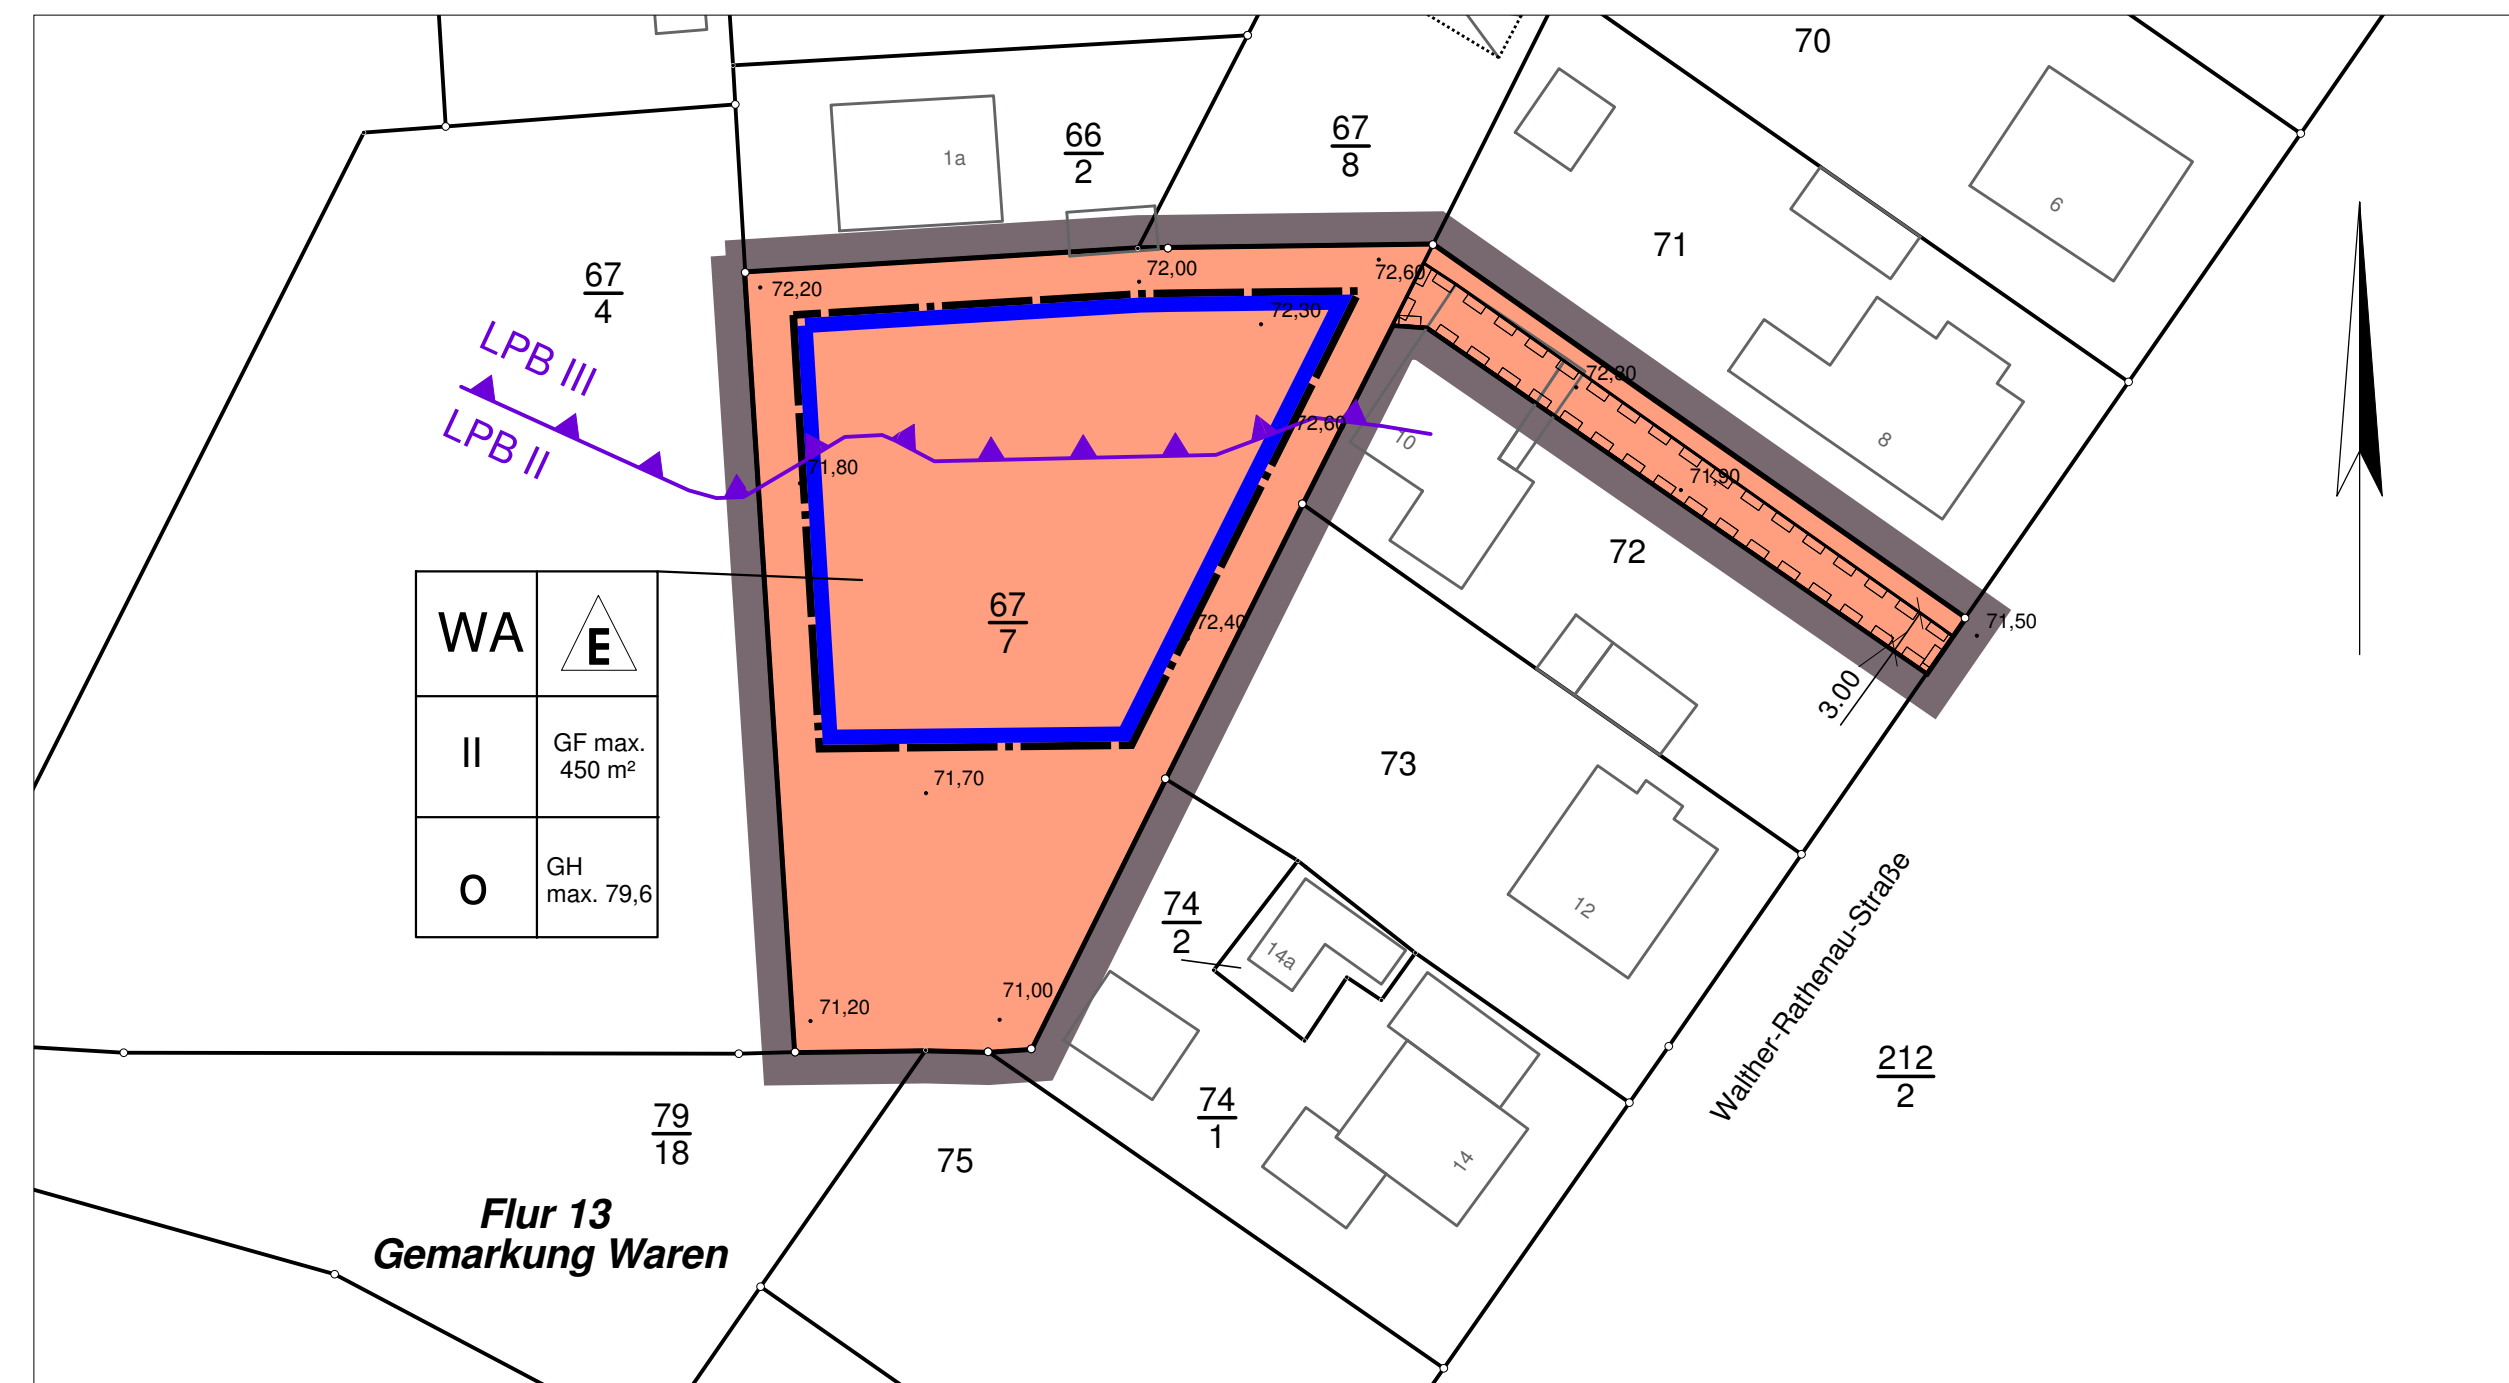 70
66
2
67
8
1a
6
71
67
4
72,20
72,00
72,60
72,30
72,80
LPB III
LPB II
72,60
10
8
71,80
71,90
72
WA
E
67
7
72,40
71,50
3.00
II
GF max.
450 m²
71,70
73
o
GH
max. 79,6
74
2
14a
12
Walther-Rathenau-Straße
71,20
71,00
212
2
79
18
74
1
75
14
Flur 13
Gemarkung Waren